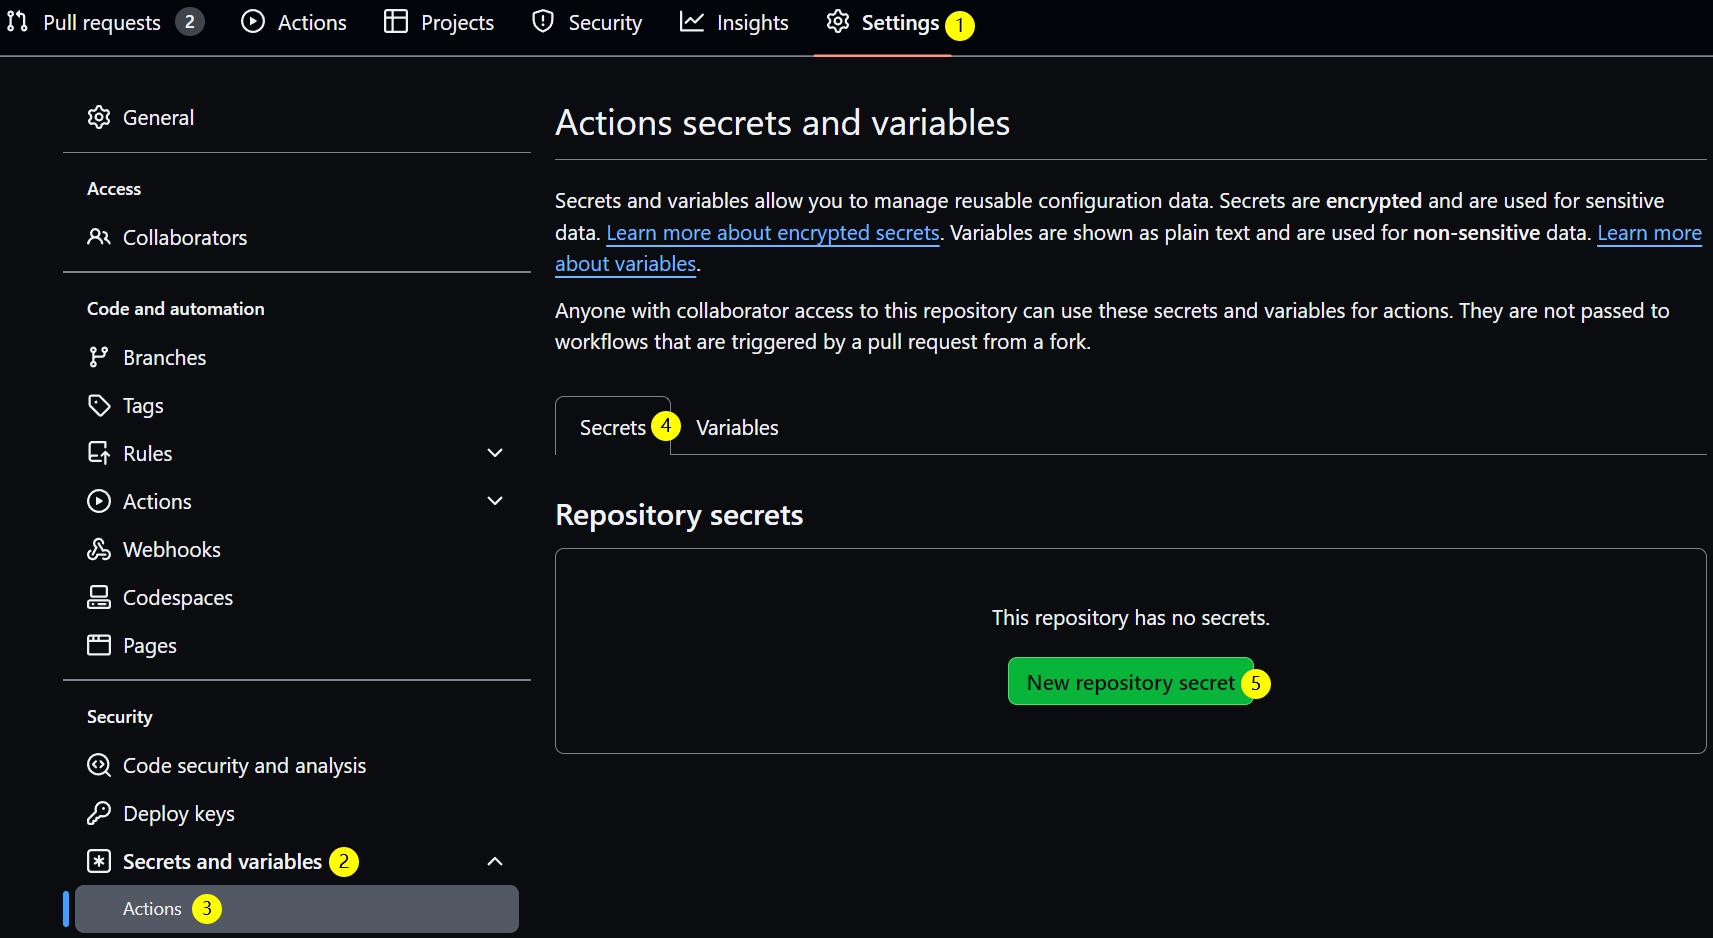 Pull requests 2 Actions Projects Security Insights Settings 1
General
Access
Collaborators
Code and automation
Branches
Tags
Rules
Actions
Webhooks
Codespaces
Pages
Security
Code security and analysis
Deploy keys
Secrets and variables 2
Actions 3
Actions secrets and variables
Secrets and variables allow you to manage reusable configuration data. Secrets are encrypted and are used for sensitive
data. Learn more about encrypted secrets. Variables are shown as plain text and are used for non-sensitive data. Learn more
about variables.
Anyone with collaborator access to this repository can use these secrets and variables for actions. They are not passed to
workflows that are triggered by a pull request from a fork.
Secrets 4 Variables
Repository secrets
This repository has no secrets.
New repository secret 5